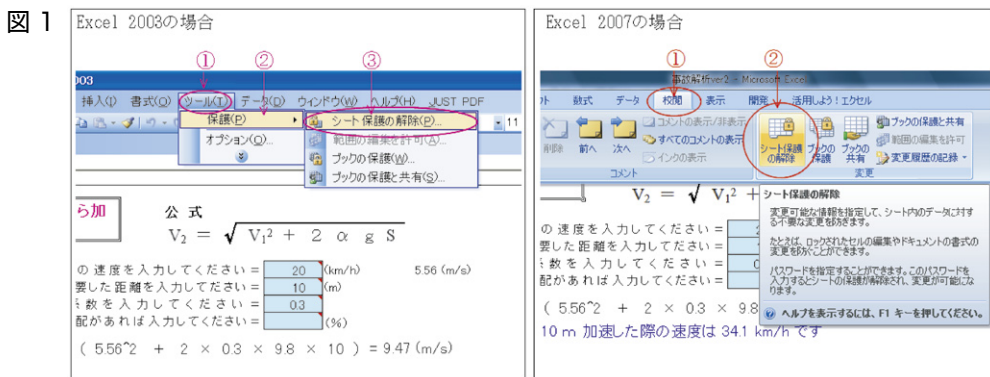 図 1
Excel 2003の場合
① ② ③
003
挿入(I) 書式(O) ツール(T) データ(D) ウィンドウ(W) ヘルプ(H) JUST PDF
保護(P)
シート保護の解除(P)...
11
オプション(O)...
範囲の編集を許可(A)...
ブックの保護(W)...
ブックの保護と共有(S)...
ら加
公 式
V₂ = √ V₁² + 2 α g S
の速度を入力してください = 20 (km/h) 5.56 (m/s)
要した距離を入力してください = 10 (m)
係数を入力してください = 0.3
配があれば入力してください = (%)
( 5.56^2 + 2 × 0.3 × 9.8 × 10 ) = 9.47 (m/s)
Excel 2007の場合
① ②
事故解析ver2 - Microsoft Excel
数式 データ 校閲 表示 開発 活用しよう!エクセル
コメントの表示/非表示
すべてのコメントの表示
インクの表示
削除 前へ 次へ
コメント
シート保護の解除
ブックの保護
ブックの共有
ブックの保護と共有
範囲の編集を許可
変更履歴の記録
変更
V₂ = √ V₁² +
の速度を入力してください =
要した距離を入力してください =
数を入力してください =
配があれば入力してください =
( 5.56^2 + 2 × 0.3 × 9.8
10 m 加速した際の速度は 34.1 km/h です
シート保護の解除
変更可能な情報を指定して、シート内のデータに対する不要な変更を防ぎます。
たとえば、ロックされたセルの編集やドキュメントの書式の変更を防ぐことができます。
パスワードを指定することができます。このパスワードを入力するとシートの保護が解除され、変更が可能になります。
ヘルプを表示するには、F1 キーを押してください。